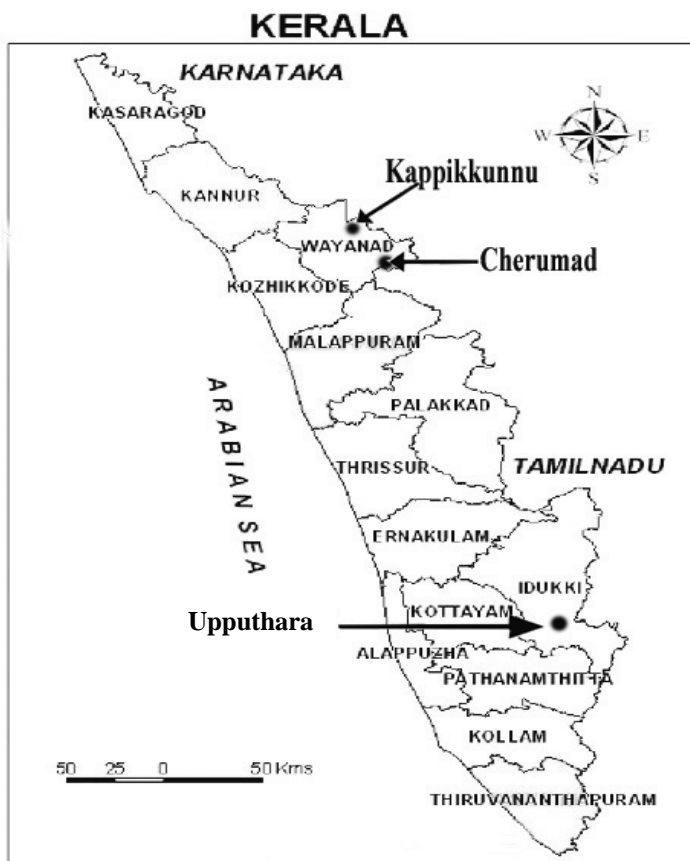 KERALA
KARNATAKA
KASARAGOD
N
W E
S
Kappikkunnu
KANNUR
WAYANAD
Cherumad
KOZHIKKODE
MALAPPURAM
ARABIAN SEA
PALAKKAD
THRISSUR
TAMILNADU
ERNAKULAM
IDUKKI
KOTTAYAM
Upputhara
ALAPPUZHA
PATHANAMTHITTA
KOLLAM
50 25 0 50 Kms
THIRUVANANTHAPURAM